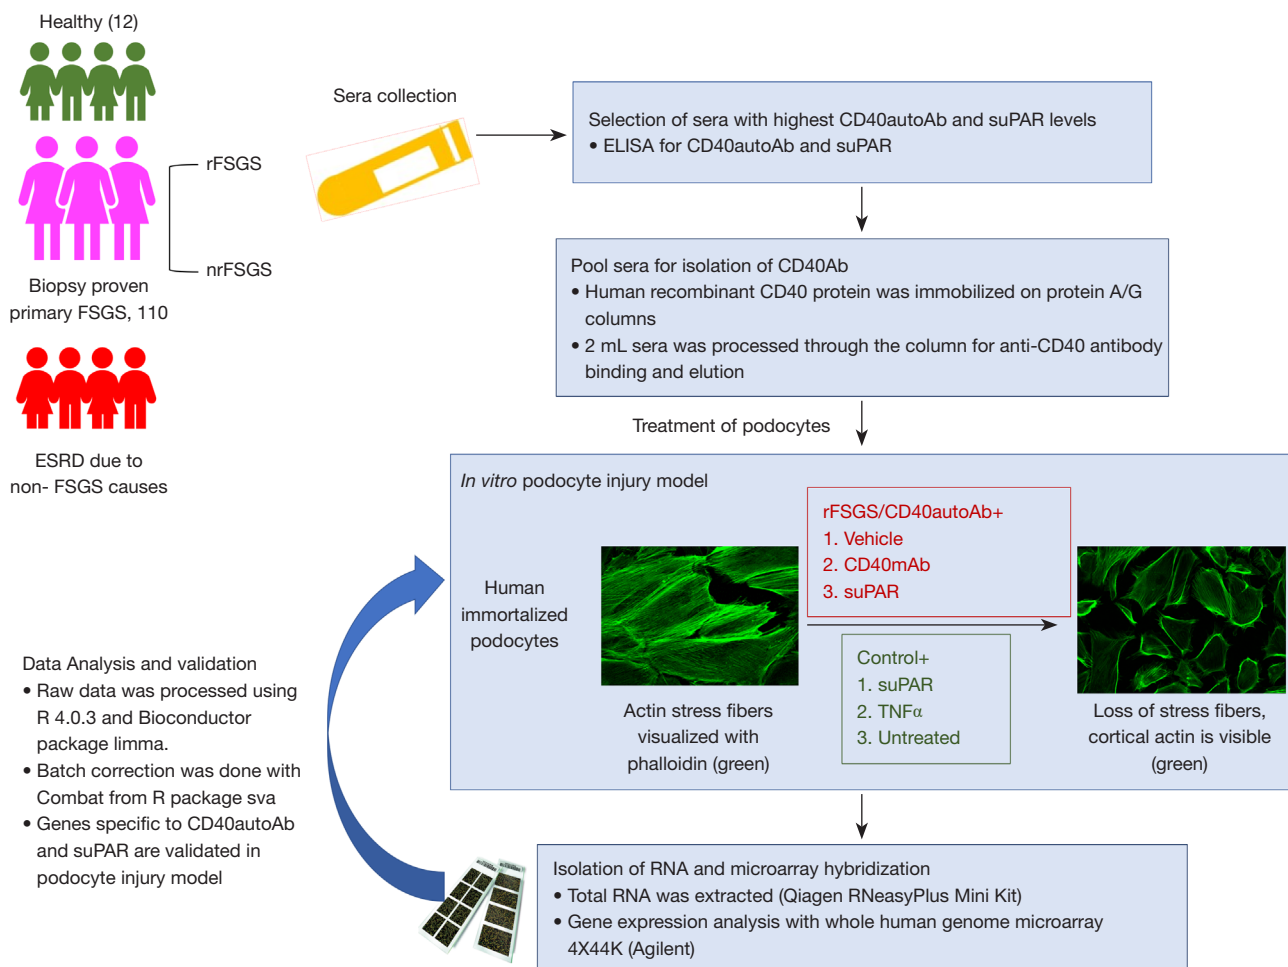 Healthy (12)
rFSGS
nrFSGS
Biopsy proven
primary FSGS, 110
ESRD due to
non- FSGS causes
Sera collection
Selection of sera with highest CD40autoAb and suPAR levels
• ELISA for CD40autoAb and suPAR
Pool sera for isolation of CD40Ab
• Human recombinant CD40 protein was immobilized on protein A/G
columns
• 2 mL sera was processed through the column for anti-CD40 antibody
binding and elution
Treatment of podocytes
In vitro podocyte injury model
Human
immortalized
podocytes
Actin stress fibers
visualized with
phalloidin (green)
rFSGS/CD40autoAb+
1. Vehicle
2. CD40mAb
3. suPAR
Control+
1. suPAR
2. TNFα
3. Untreated
Loss of stress fibers,
cortical actin is visible
(green)
Isolation of RNA and microarray hybridization
• Total RNA was extracted (Qiagen RNeasyPlus Mini Kit)
• Gene expression analysis with whole human genome microarray
4X44K (Agilent)
Data Analysis and validation
• Raw data was processed using
R 4.0.3 and Bioconductor
package limma.
• Batch correction was done with
Combat from R package sva
• Genes specific to CD40autoAb
and suPAR are validated in
podocyte injury model